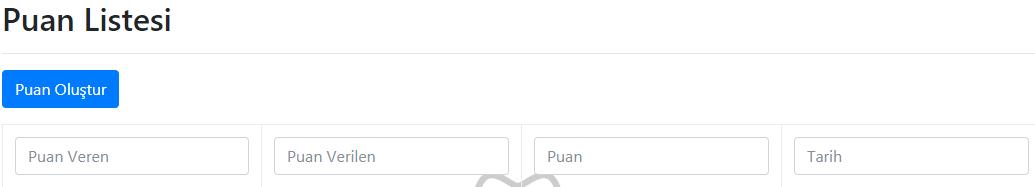 Puan Listesi
Puan Oluştur
Puan Veren Puan Verilen Puan Tarih